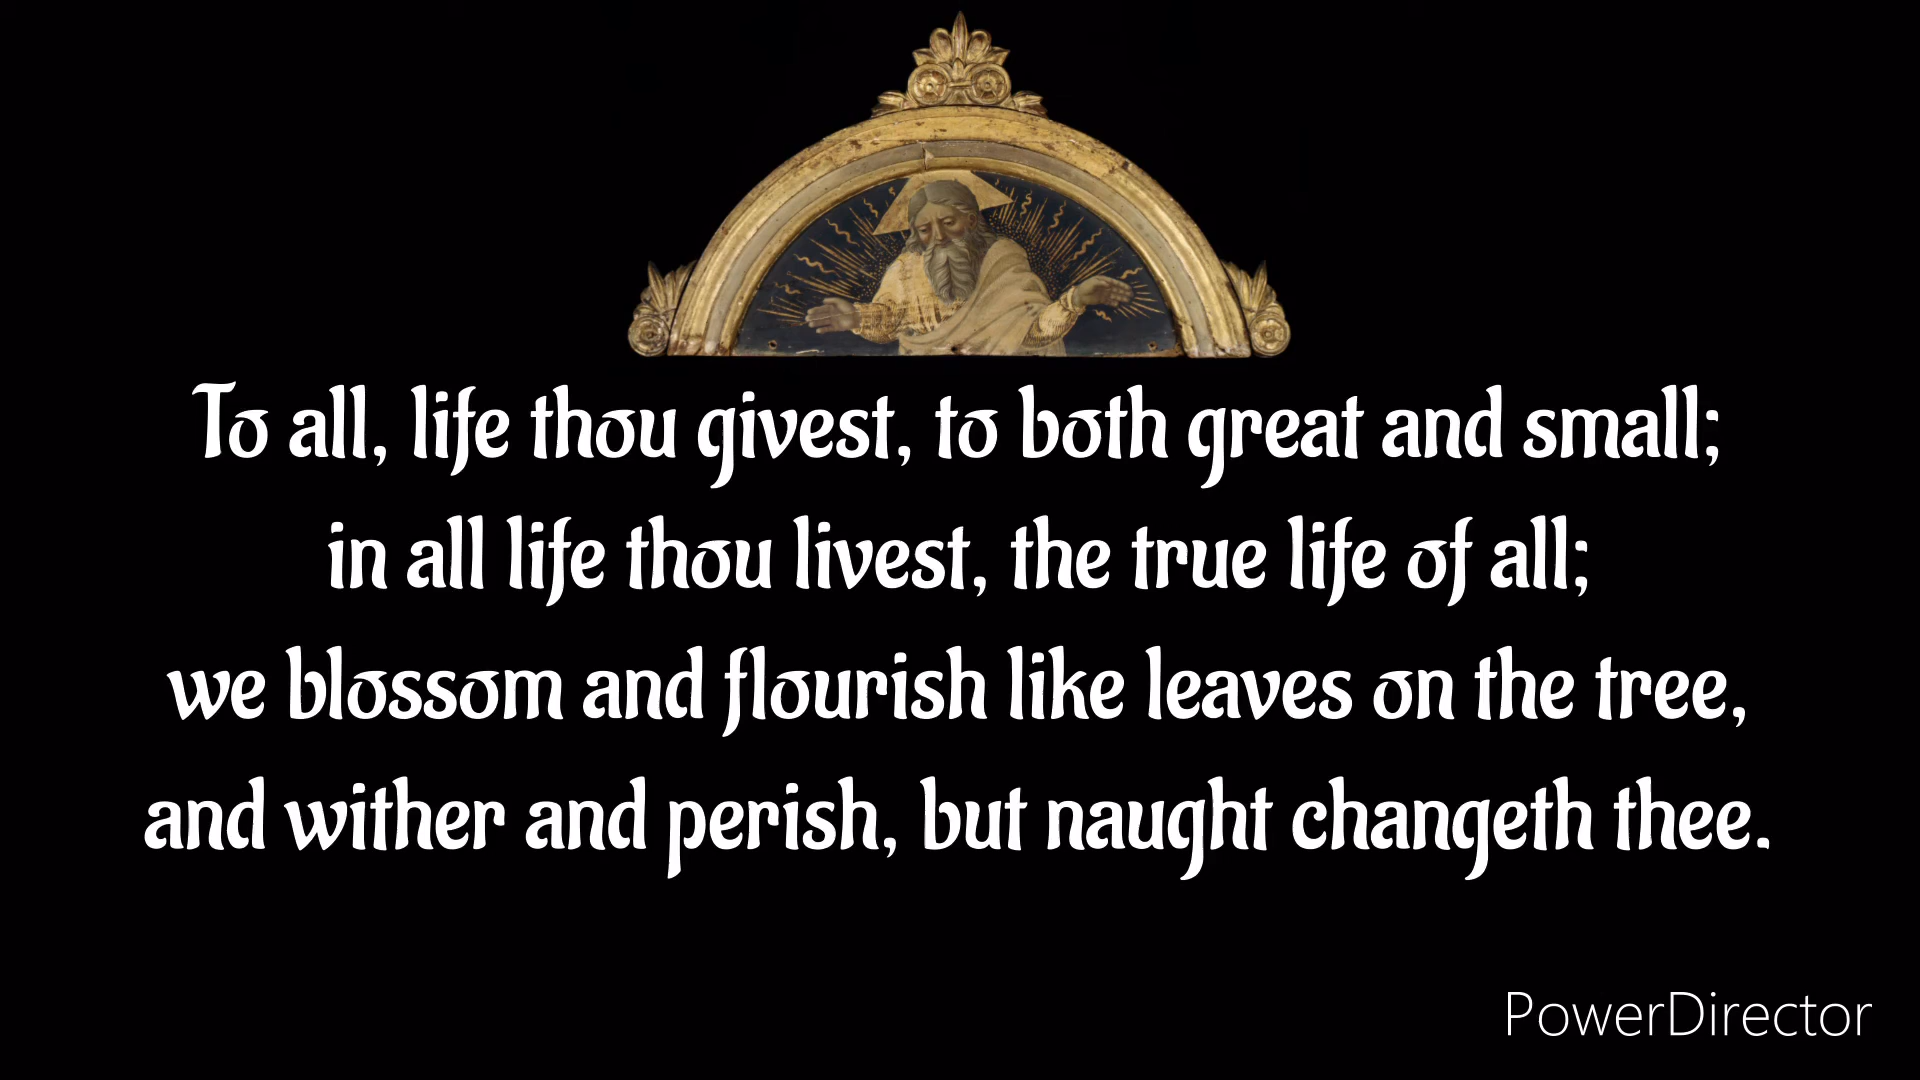 To all, life thou givest, to both great and small;
in all life thou livest, the true life of all;
we blossom and flourish like leaves on the tree,
and wither and perish, but naught changeth thee.
PowerDirector